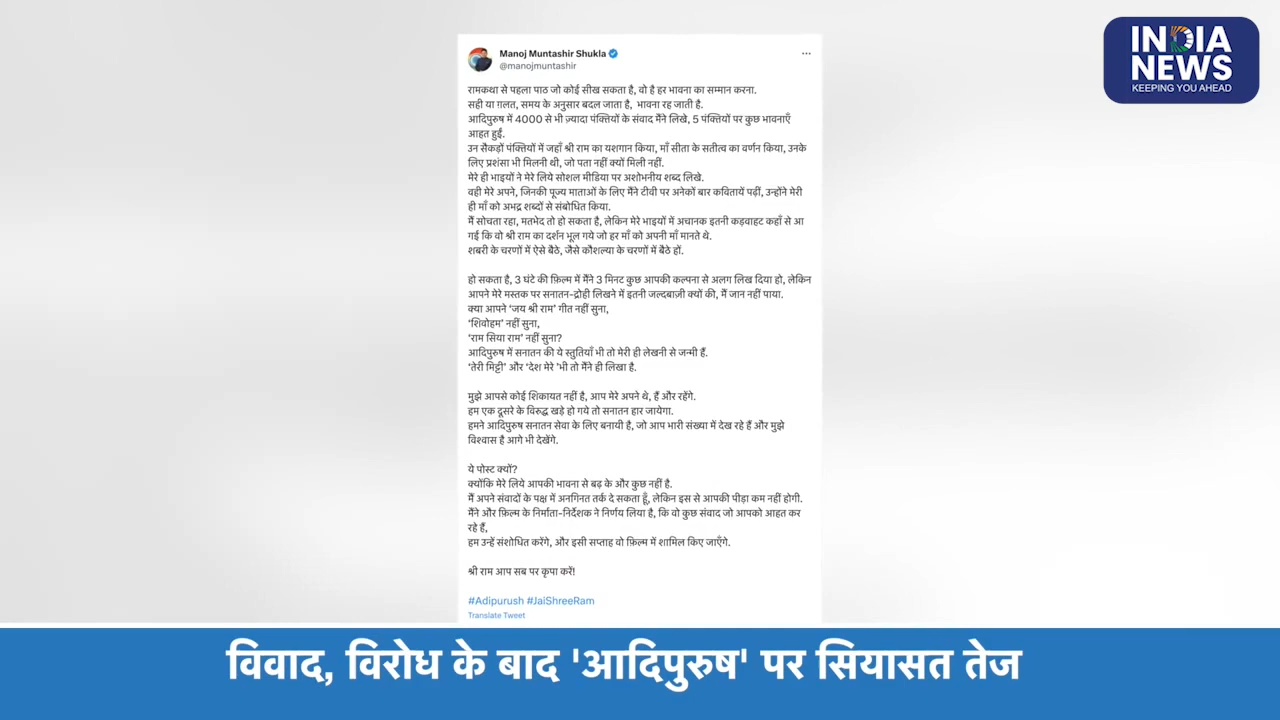 INDIA
NEWS
KEEPING YOU AHEAD
Manoj Muntashir Shukla
@manojmuntashir
रामकथा से पहला पाठ जो कोई सीख सकता है, वो है हर भावना का सम्मान करना.
सही या ग़लत, समय के अनुसार बदल जाता है, भावना रह जाती है.
आदिपुरुष में 4000 से भी ज़्यादा पंक्तियों के संवाद मैंने लिखे, 5 पंक्तियों पर कुछ भावनाएँ
आहत हुईं.
उन सैकड़ों पंक्तियों में जहाँ श्री राम का यशगान किया, माँ सीता के सतीत्व का वर्णन किया, उनके
लिए प्रशंसा भी मिलनी थी, जो पता नहीं क्यों मिली नहीं.
मेरे ही भाइयों ने मेरे लिये सोशल मीडिया पर अशोभनीय शब्द लिखे.
वही मेरे अपने, जिनकी पूज्य माताओं के लिए मैंने टीवी पर अनेकों बार कवितायें पढ़ीं, उन्होंने मेरी
ही माँ को अभद्र शब्दों से संबोधित किया.
मैं सोचता रहा, मतभेद तो हो सकता है, लेकिन मेरे भाइयों में अचानक इतनी कड़वाहट कहाँ से आ
गई कि वो श्री राम का दर्शन भूल गये जो हर माँ को अपनी माँ मानते थे.
शबरी के चरणों में ऐसे बैठे, जैसे कौशल्या के चरणों में बैठे हों.
हो सकता है, 3 घंटे की फ़िल्म में मैंने 3 मिनट कुछ आपकी कल्पना से अलग लिख दिया हो, लेकिन
आपने मेरे मस्तक पर सनातन-द्रोही लिखने में इतनी जल्दबाज़ी क्यों की, मैं जान नहीं पाया.
क्या आपने 'जय श्री राम' गीत नहीं सुना,
'शिवोहम' नहीं सुना,
'राम सिया राम' नहीं सुना?
आदिपुरुष में सनातन की ये स्तुतियाँ भी तो मेरी ही लेखनी से जन्मी हैं.
'तेरी मिट्टी' और 'देश मेरे 'भी तो मैंने ही लिखा है.
मुझे आपसे कोई शिकायत नहीं है, आप मेरे अपने थे, हैं और रहेंगे.
हम एक दूसरे के विरुद्ध खड़े हो गये तो सनातन हार जायेगा.
हमने आदिपुरुष सनातन सेवा के लिए बनायी है, जो आप भारी संख्या में देख रहे हैं और मुझे
विश्वास है आगे भी देखेंगे.
ये पोस्ट क्यों?
क्योंकि मेरे लिये आपकी भावना से बढ़ के और कुछ नहीं है.
मैं अपने संवादों के पक्ष में अनगिनत तर्क दे सकता हूँ, लेकिन इस से आपकी पीड़ा कम नहीं होगी.
मैंने और फ़िल्म के निर्माता-निर्देशक ने निर्णय लिया है, कि वो कुछ संवाद जो आपको आहत कर
रहे हैं,
हम उन्हें संशोधित करेंगे, और इसी सप्ताह वो फ़िल्म में शामिल किए जाएँगे.
श्री राम आप सब पर कृपा करें!
#Adipurush #JaiShreeRam
Translate Tweet
विवाद, विरोध के बाद 'आदिपुरुष' पर सियासत तेज